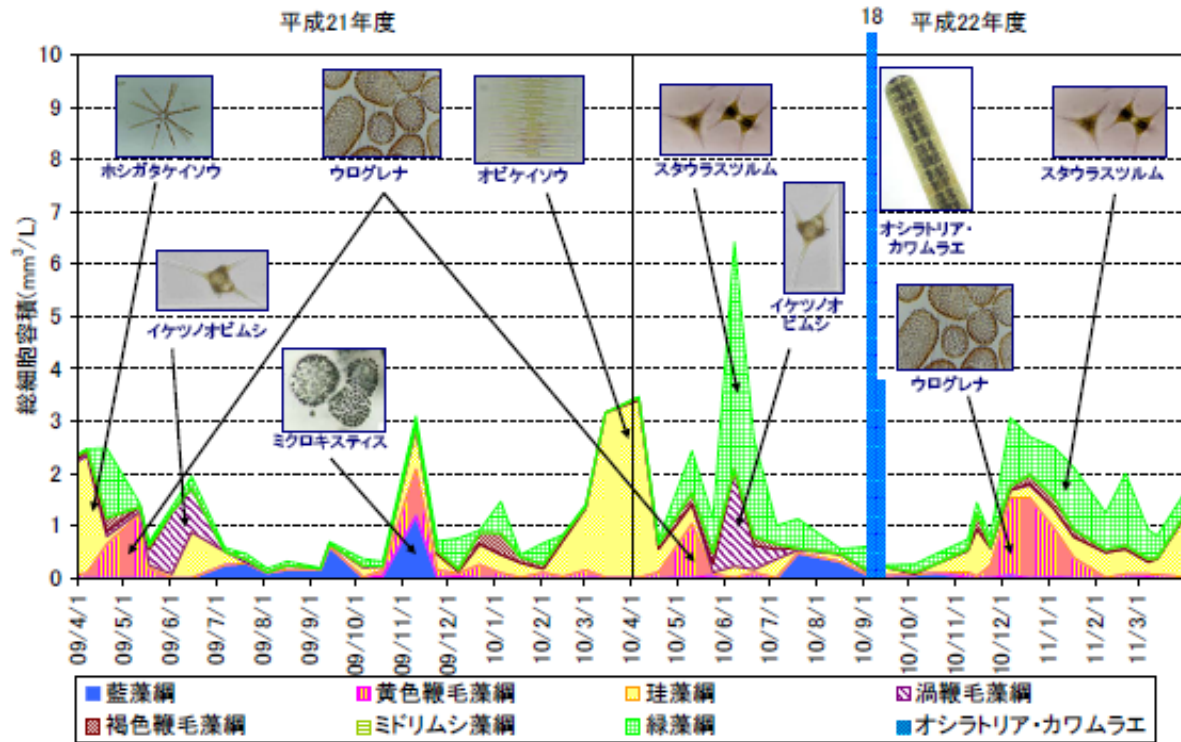 平成21年度
18
平成22年度
総細胞容積(mm³/L)
10
9
8
7
6
5
4
3
2
1
0
ホシガタケイソウ
ウログレナ
オビケイソウ
スタウラスツルム
オシラトリア・
カワムラエ
スタウラスツルム
イケツノオビムシ
イケツノオ
ビムシ
ミクロキスティス
ウログレナ
09/4/1
09/5/1
09/6/1
09/7/1
09/8/1
09/9/1
09/10/1
09/11/1
09/12/1
10/1/1
10/2/1
10/3/1
10/4/1
10/5/1
10/6/1
10/7/1
10/8/1
10/9/1
10/10/1
10/11/1
10/12/1
11/1/1
11/2/1
11/3/1
藍藻綱
黄色鞭毛藻綱
珪藻綱
渦鞭毛藻綱
褐色鞭毛藻綱
ミドリムシ藻綱
緑藻綱
オシラトリア・カワムラエ